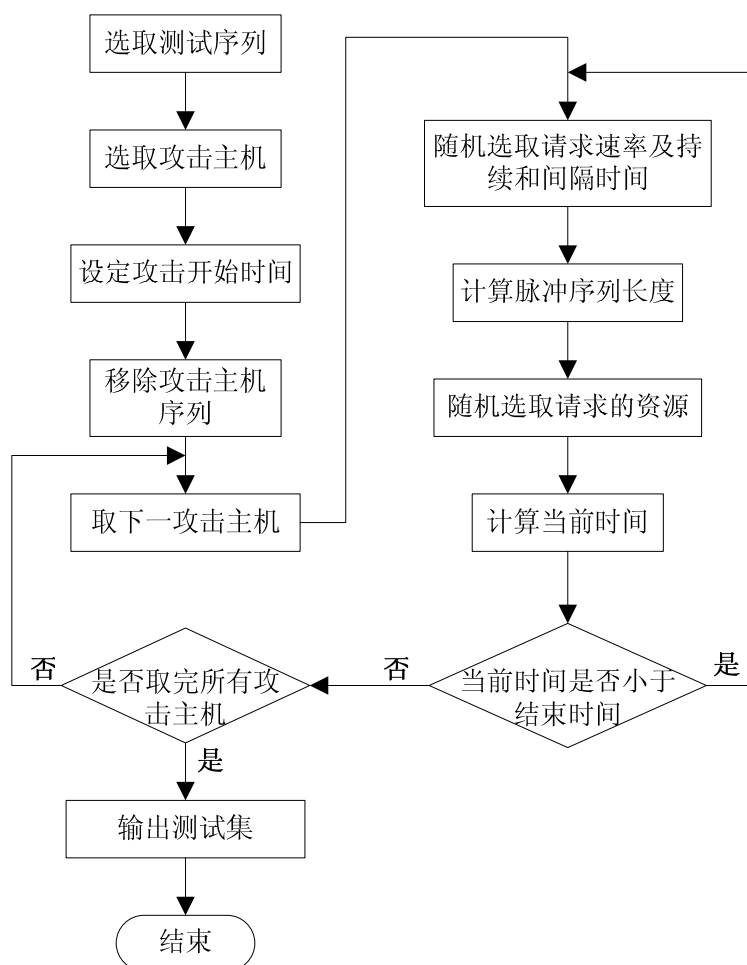 选取测试序列
选取攻击主机
设定攻击开始时间
移除攻击主机
序列
取下一攻击主机
随机选取请求速率及持
续和间隔时间
计算脉冲序列长度
随机选取请求的资源
计算当前时间
当前时间是否小于
结束时间
是
否
是否取完所有攻
击主机
否
是
输出测试集
结束